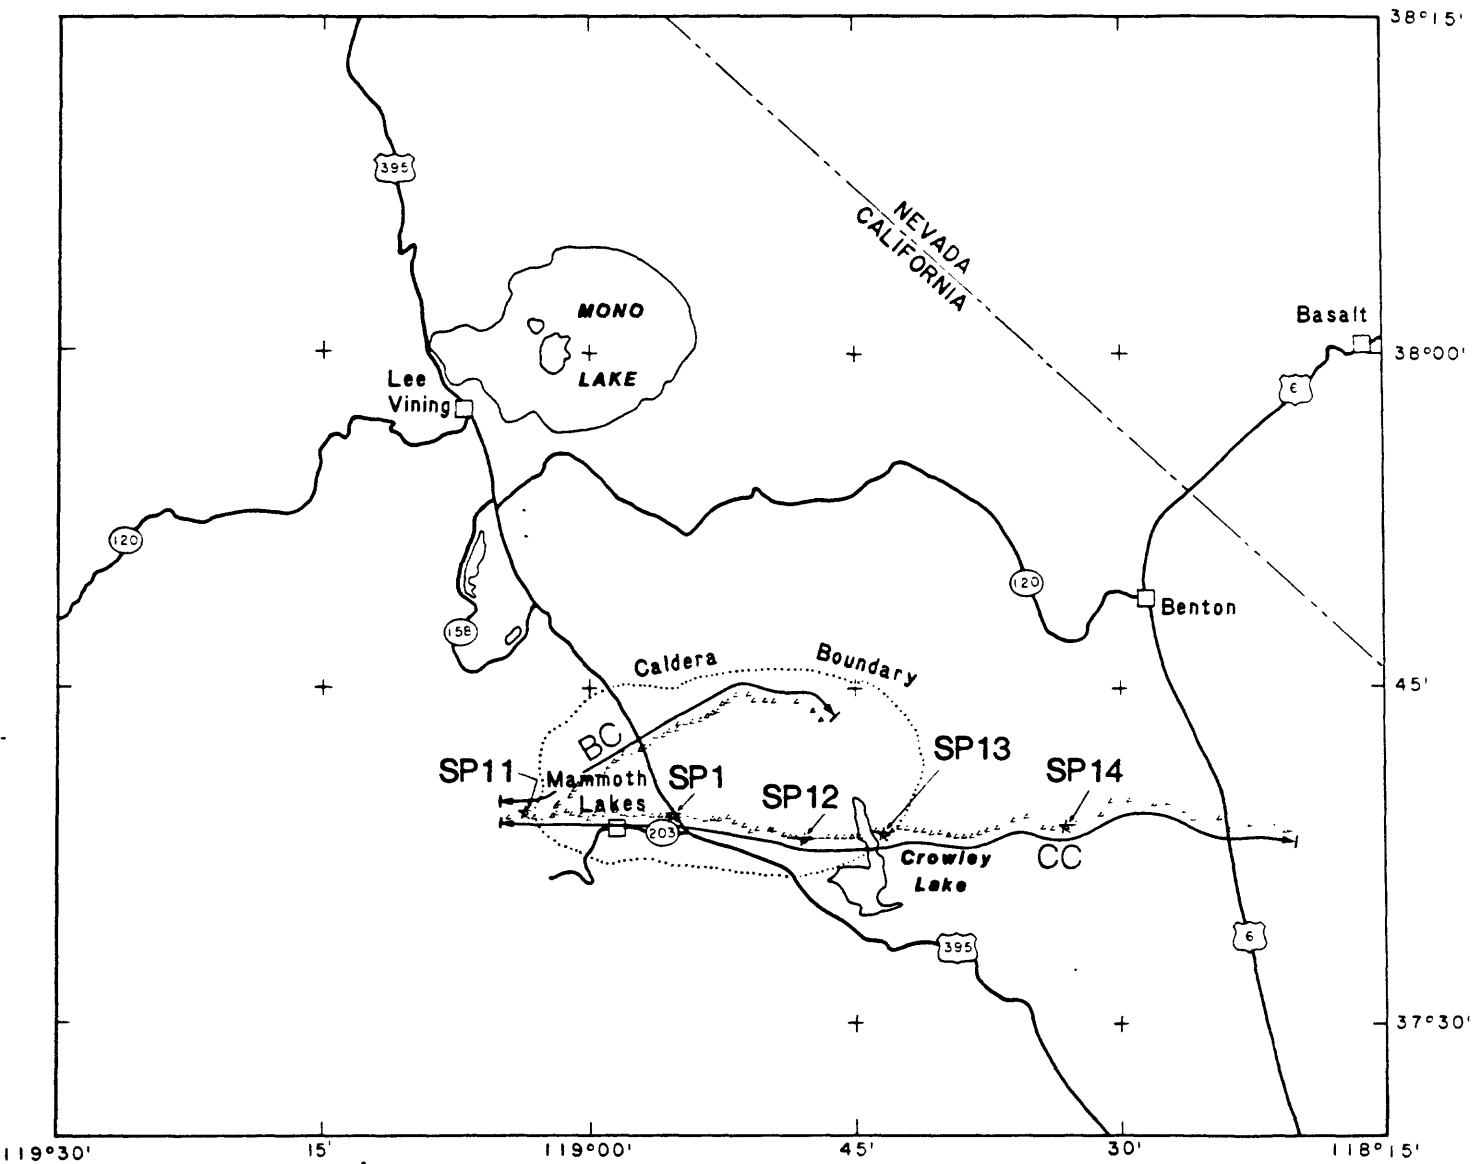 38°15'
395
NEVADA
CALIFORNIA
MONO
LAKE
Basalt
38°00'
Lee
Vining
6
120
120
Benton
158
Caldera Boundary
45'
BC
SP11
Mammoth
Lakes
SP1
SP12
SP13
SP14
203
Crowley
Lake
CC
395
6
37°30'
119°30'
15'
119°00'
45'
30'
118°15'